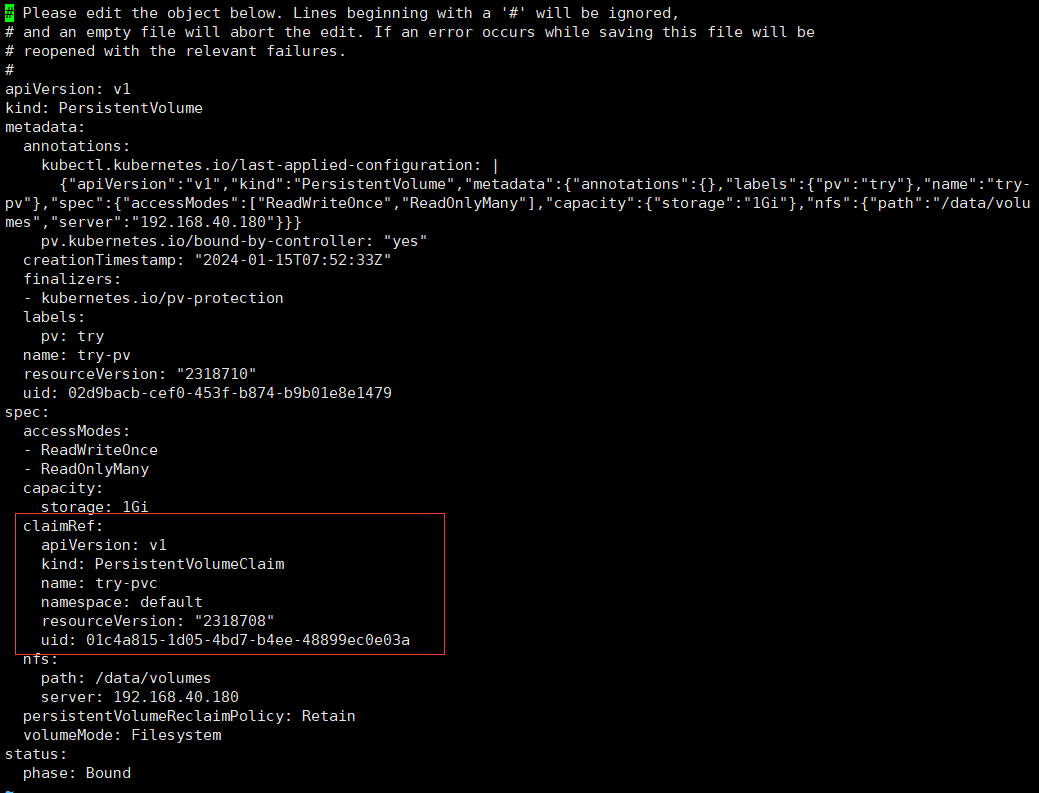 # Please edit the object below. Lines beginning with a '#' will be ignored,
# and an empty file will abort the edit. If an error occurs while saving this file will be
# reopened with the relevant failures.
#
apiVersion: v1
kind: PersistentVolume
metadata:
  annotations:
    kubectl.kubernetes.io/last-applied-configuration: |
      {"apiVersion":"v1","kind":"PersistentVolume","metadata":{"annotations":{},"labels":{"pv":"try"},"name":"try-
pv"},"spec":{"accessModes":["ReadWriteOnce","ReadOnlyMany"],"capacity":{"storage":"1Gi"},"nfs":{"path":"/data/volu
mes","server":"192.168.40.180"}}}
    pv.kubernetes.io/bound-by-controller: "yes"
  creationTimestamp: "2024-01-15T07:52:33Z"
  finalizers:
  - kubernetes.io/pv-protection
  labels:
    pv: try
  name: try-pv
  resourceVersion: "2318710"
  uid: 02d9bacb-cef0-453f-b874-b9b01e8e1479
spec:
  accessModes:
  - ReadWriteOnce
  - ReadOnlyMany
  capacity:
    storage: 1Gi
  claimRef:
    apiVersion: v1
    kind: PersistentVolumeClaim
    name: try-pvc
    namespace: default
    resourceVersion: "2318708"
    uid: 01c4a815-1d05-4bd7-b4ee-48899ec0e03a
  nfs:
    path: /data/volumes
    server: 192.168.40.180
  persistentVolumeReclaimPolicy: Retain
  volumeMode: Filesystem
status:
  phase: Bound
~